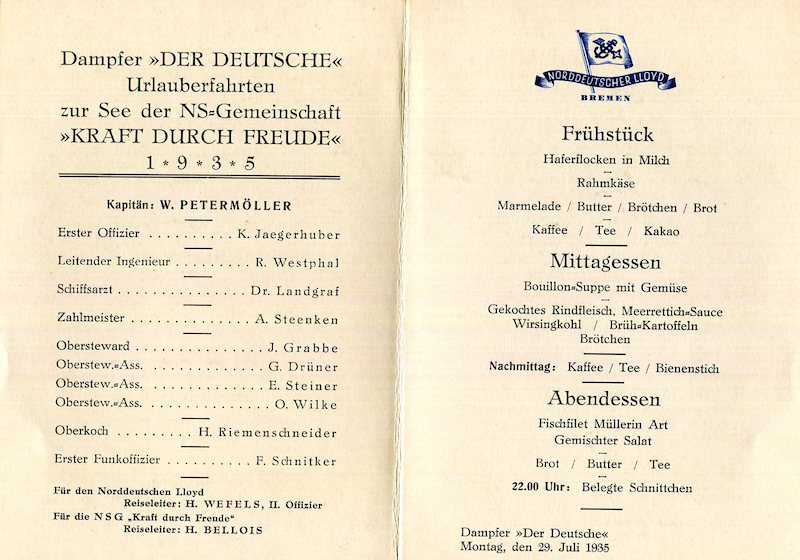 Dampfer »DER DEUTSCHE«
Urlauberfahrten
zur See der NS=Gemeinschaft
»KRAFT DURCH FREUDE«
1 * 9 * 3 * 5
Kapitän: W. PETERMÖLLER
Erster Offizier . . . . . . . . . . K. Jaegerhuber
Leitender Ingenieur . . . . . . . . R. Westphal
Schiffsarzt . . . . . . . . . . . . . . Dr. Landgraf
Zahlmeister . . . . . . . . . . . . . A. Steenken
Obersteward . . . . . . . . . . . . . . J. Grabbe
Oberstew.=Ass. . . . . . . . . . . . . G. Drüner
Oberstew.=Ass. . . . . . . . . . . . . E. Steiner
Oberstew.=Ass. . . . . . . . . . . . . O. Wilke
Oberkoch . . . . . . . . H. Riemenschneider
Erster Funkoffizier . . . . . . . . . . F. Schnitker
Für den Norddeutschen Lloyd
Reiseleiter: H. WEFELS, II. Offizier
Für die NSG „Kraft durch Freude“
Reiseleiter: H. BELLOIS
NORDDEUTSCHER LLOYD
BREMEN
Frühstück
Haferflocken in Milch
Rahmkäse
Marmelade / Butter / Brötchen / Brot
Kaffee / Tee / Kakao
Mittagessen
Bouillon=Suppe mit Gemüse
Gekochtes Rindfleisch, Meerrettich=Sauce
Wirsingkohl / Brüh=Kartoffeln
Brötchen
Nachmittag: Kaffee / Tee / Bienenstich
Abendessen
Fischfilet Müllerin Art
Gemischter Salat
Brot / Butter / Tee
22.00 Uhr: Belegte Schnittchen
Dampfer »Der Deutsche«
Montag, den 29. Juli 1935